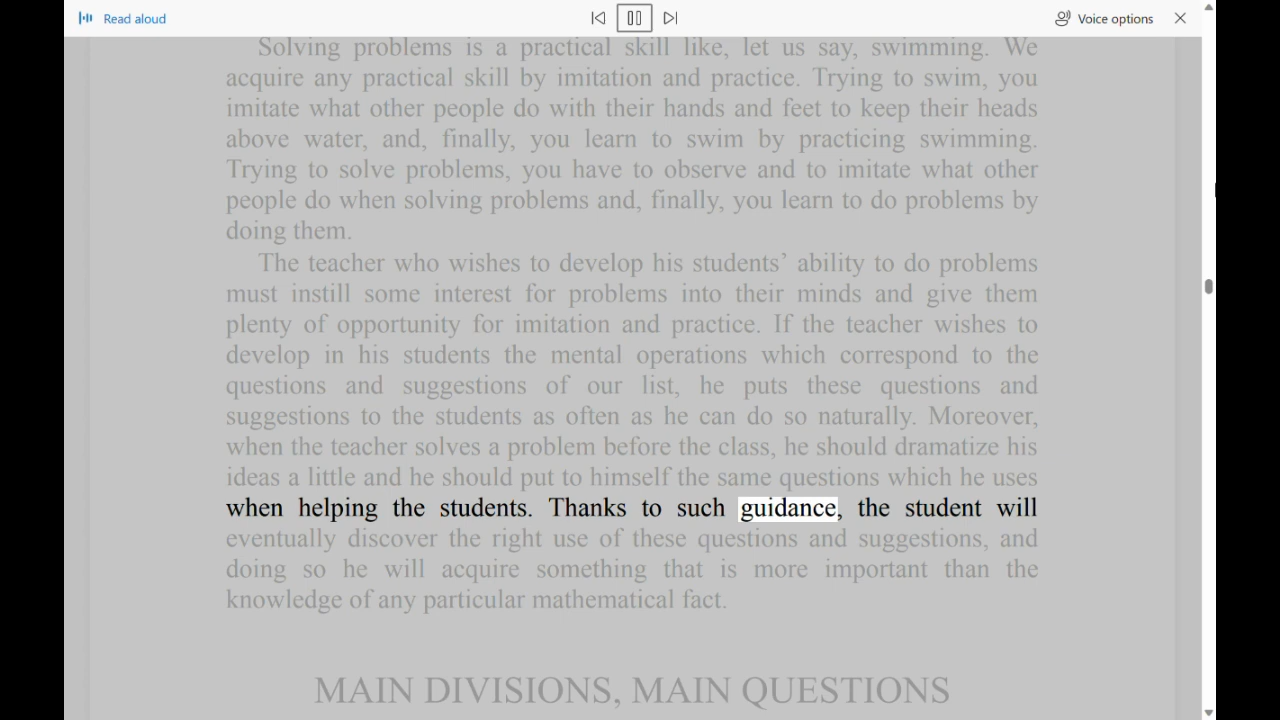 Read aloud
Voice options
Solving problems is a practical skill like, let us say, swimming. We
acquire any practical skill by imitation and practice. Trying to swim, you
imitate what other people do with their hands and feet to keep their heads
above water, and, finally, you learn to swim by practicing swimming.
Trying to solve problems, you have to observe and to imitate what other
people do when solving problems and, finally, you learn to do problems by
doing them.
The teacher who wishes to develop his students’ ability to do problems
must instill some interest for problems into their minds and give them
plenty of opportunity for imitation and practice. If the teacher wishes to
develop in his students the mental operations which correspond to the
questions and suggestions of our list, he puts these questions and
suggestions to the students as often as he can do so naturally. Moreover,
when the teacher solves a problem before the class, he should dramatize his
ideas a little and he should put to himself the same questions which he uses
when helping the students. Thanks to such guidance, the student will
eventually discover the right use of these questions and suggestions, and
doing so he will acquire something that is more important than the
knowledge of any particular mathematical fact.
MAIN DIVISIONS, MAIN QUESTIONS